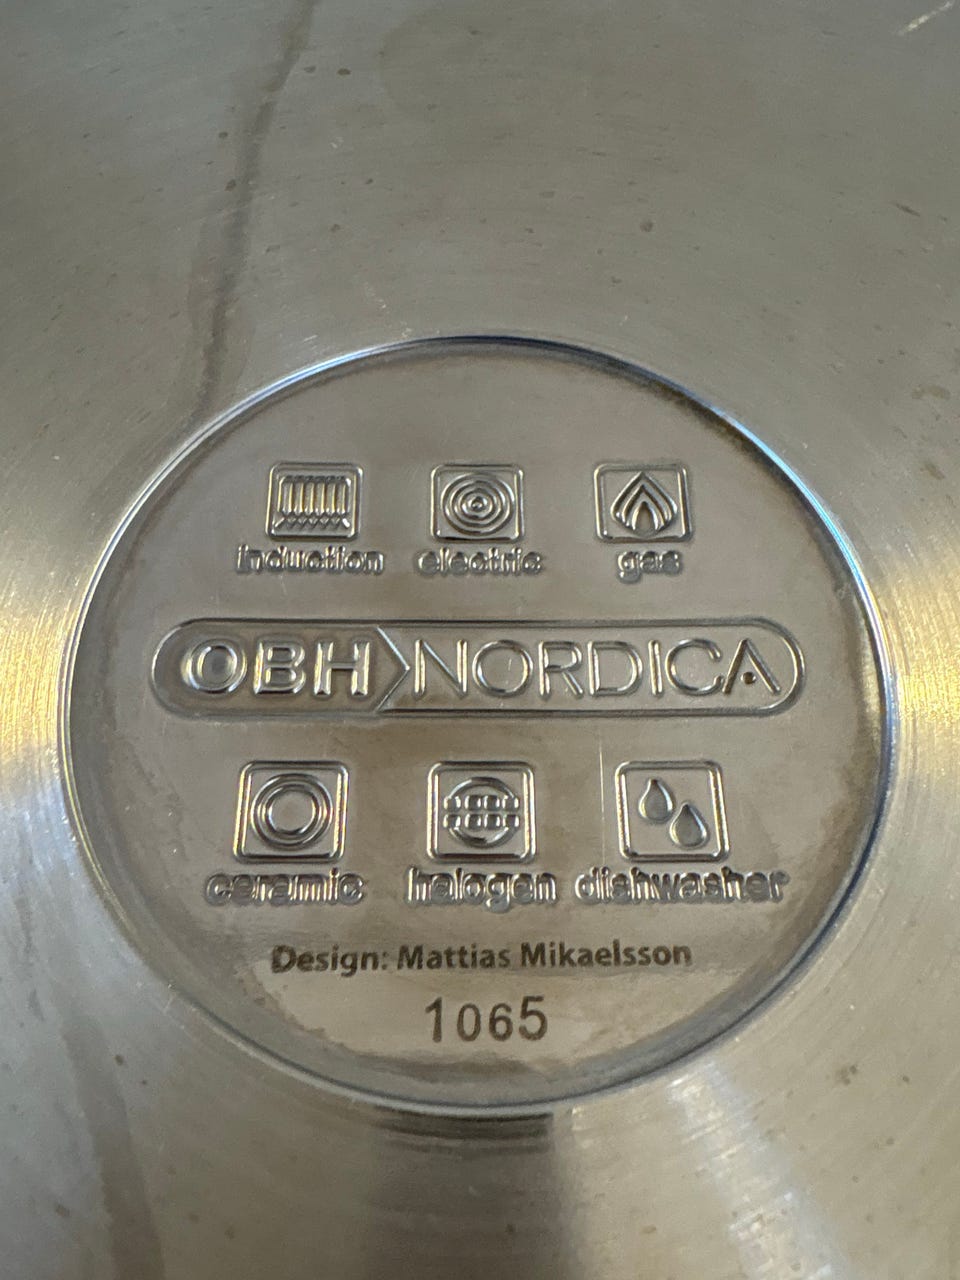 induction electric gas
OBH NORDICA
ceramic halogen dishwasher
Design: Mattias Mikaelsson
1065